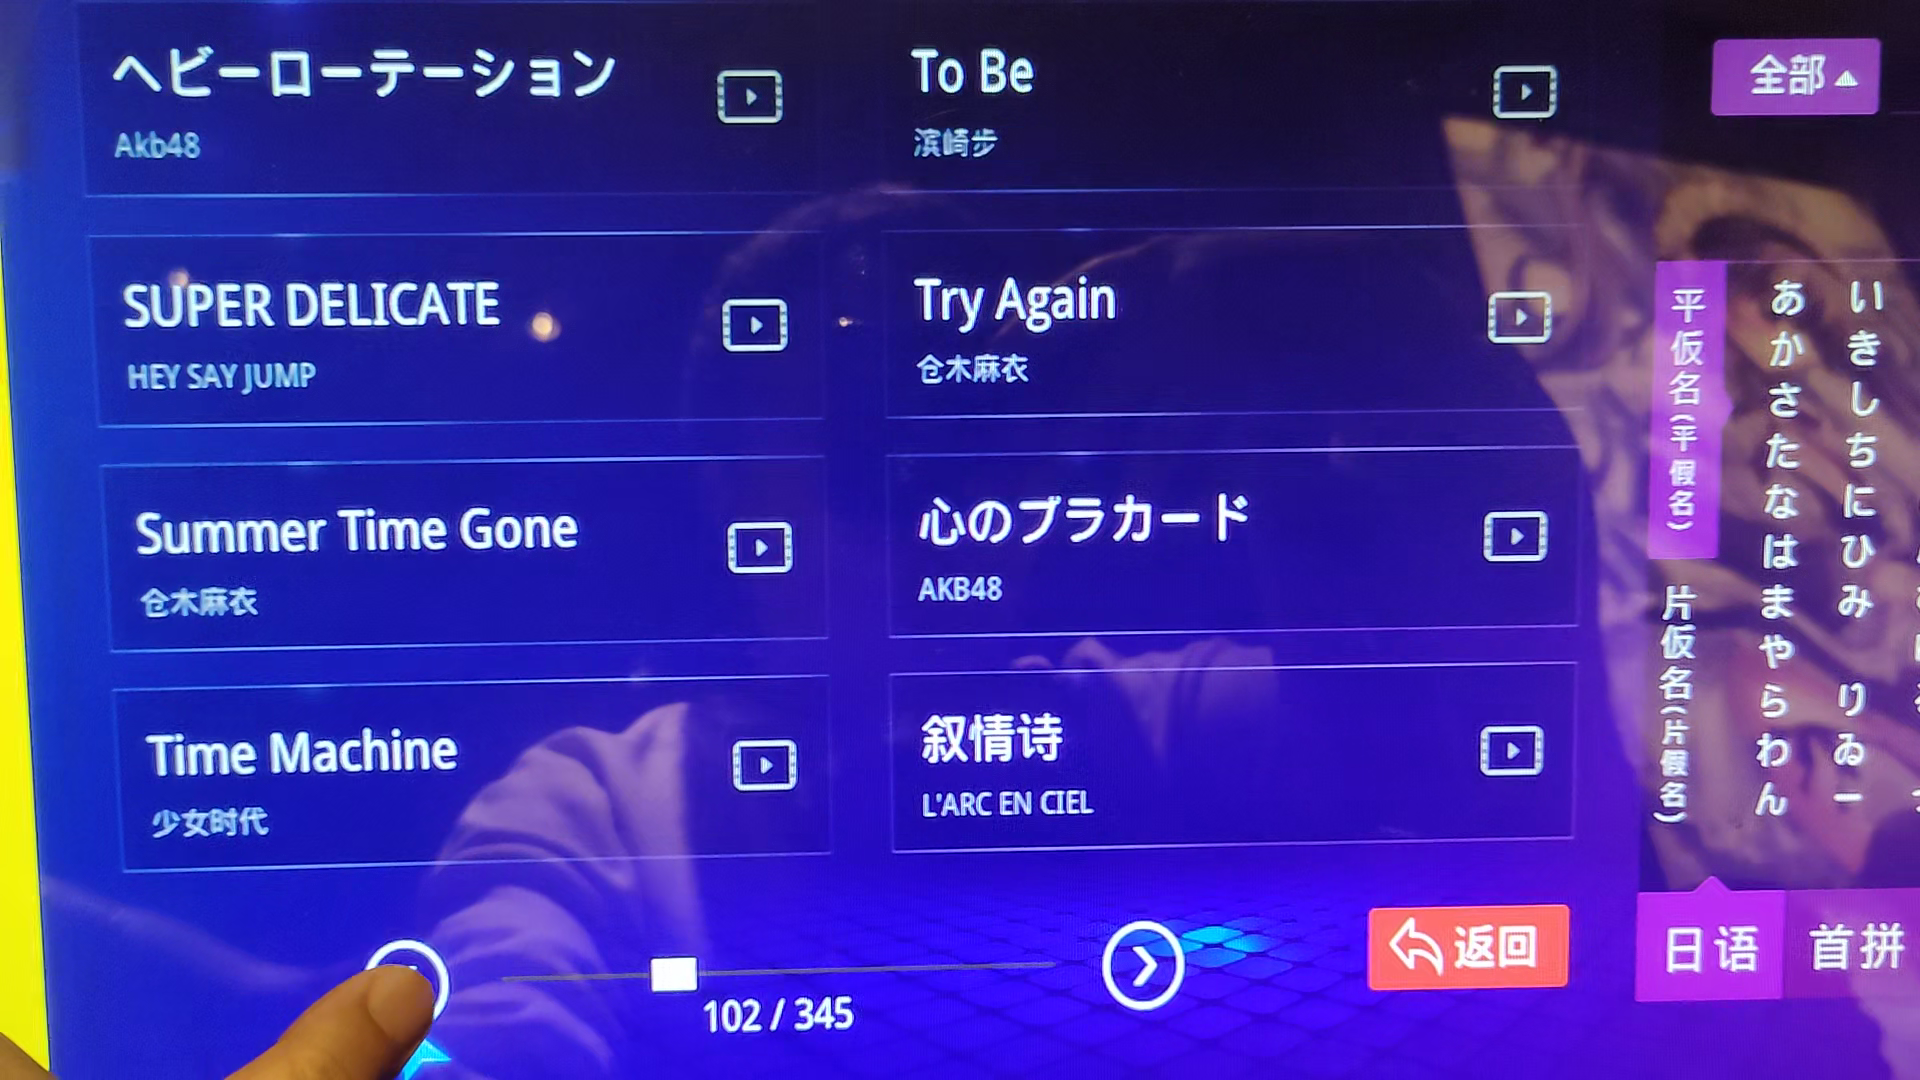 ヘビーローテーション
Akb48
To Be
滨崎步
SUPER DELICATE
HEY SAY JUMP
Try Again
仓木麻衣
Summer Time Gone
仓木麻衣
心のプラカード
AKB48
Time Machine
少女时代
叙情诗
L'ARC EN CIEL
102 / 345
返回
全部
平仮名(平假名)
片仮名(片假名)
あかさたなはまやらわん
いきしちにひみ りゐー
日语
首拼